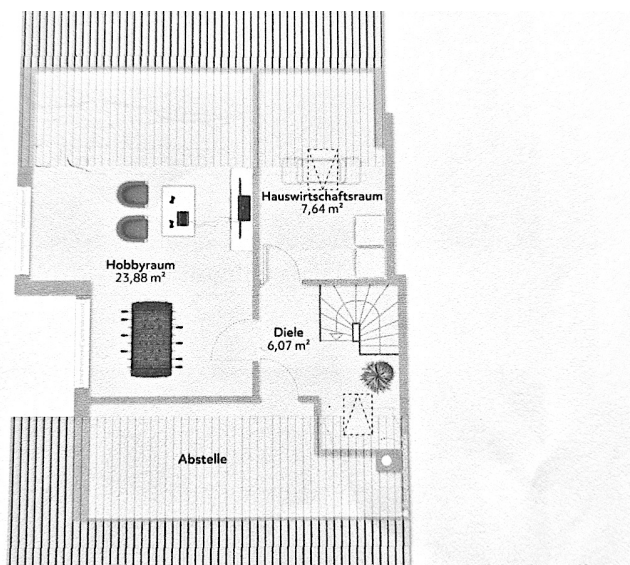 Hauswirtschaftsraum
7,64 m²
Hobbyraum
23,88 m²
Diele
6,07 m²
Abstelle